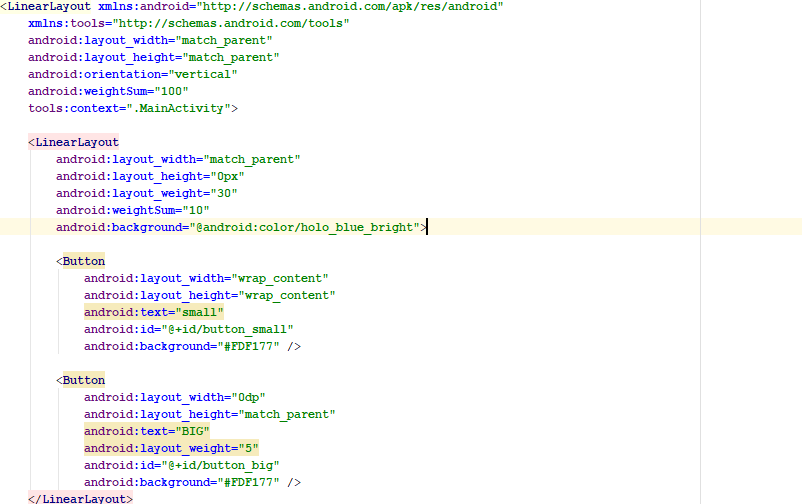 <LinearLayout xmlns:android="http://schemas.android.com/apk/res/android"
    xmlns:tools="http://schemas.android.com/tools"
    android:layout_width="match_parent"
    android:layout_height="match_parent"
    android:orientation="vertical"
    android:weightSum="100"
    tools:context=".MainActivity">
    <LinearLayout
        android:layout_width="match_parent"
        android:layout_height="0px"
        android:layout_weight="30"
        android:weightSum="10"
        android:background="@android:color/holo_blue_bright">
        <Button
            android:layout_width="wrap_content"
            android:layout_height="wrap_content"
            android:text="small"
            android:id="@+id/button_small"
            android:background="#FDF177" />
        <Button
            android:layout_width="0dp"
            android:layout_height="match_parent"
            android:text="BIG"
            android:layout_weight="5"
            android:id="@+id/button_big"
            android:background="#FDF177" />
    </LinearLayout>